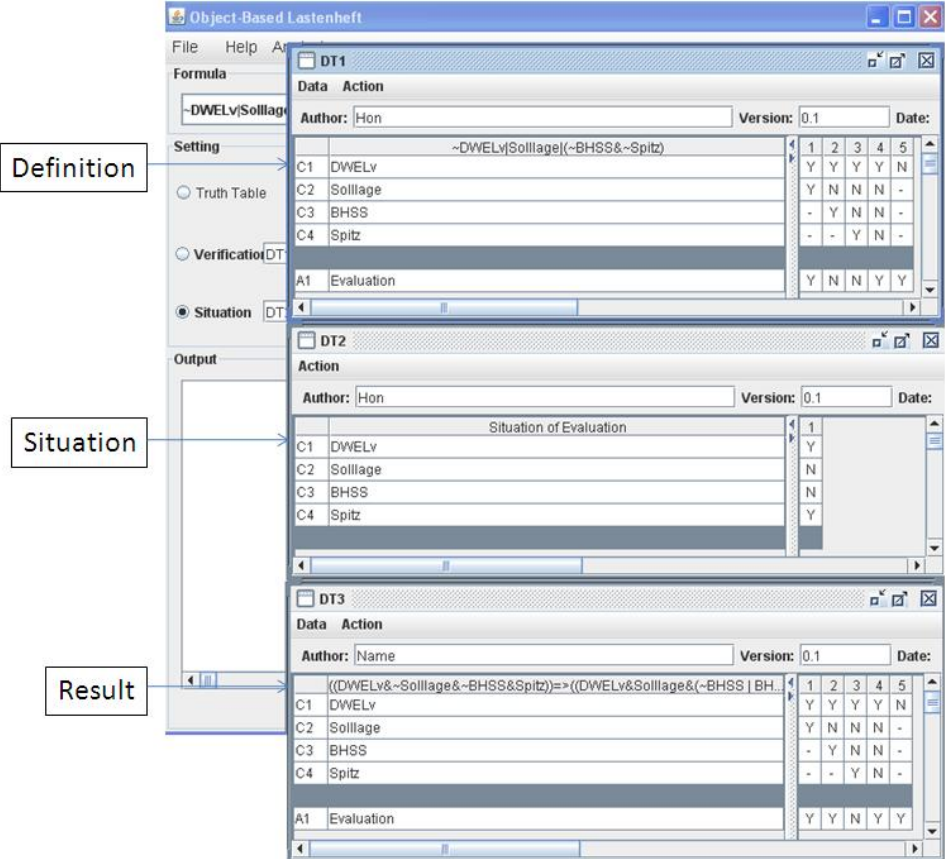 Object-Based Lastenheft
File Help A
Formula
~DWELv|Solllage
Setting
Truth Table
Verification DT
Situation DT
Output
Definition
Situation
Result
DT1
Data Action
Author: Hon Version: 0.1 Date:
~DWELv|Solllage|(~BHSS&~Spitz) 1 2 3 4 5
C1 DWELv Y Y Y Y N
C2 Solllage Y N N N -
C3 BHSS - Y N N -
C4 Spitz - - Y N -
A1 Evaluation Y N N Y Y
DT2
Action
Author: Hon Version: 0.1 Date:
Situation of Evaluation 1
C1 DWELv Y
C2 Solllage N
C3 BHSS N
C4 Spitz Y
DT3
Data Action
Author: Name Version: 0.1 Date:
((DWELv&~Solllage&~BHSS&Spitz))=>((DWELv&Solllage&(~BHSS | BH... 1 2 3 4 5
C1 DWELv Y Y Y Y N
C2 Solllage Y N N N -
C3 BHSS - Y N N -
C4 Spitz - - Y N -
A1 Evaluation Y Y N Y Y